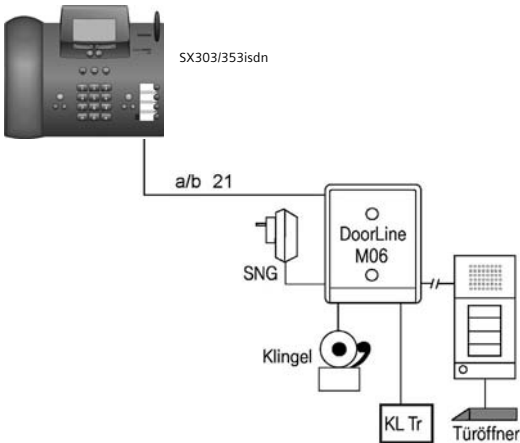 SX303/353isdn
a/b 21
DoorLine
M06
SNG
Klingel
KL Tr
Türöffner